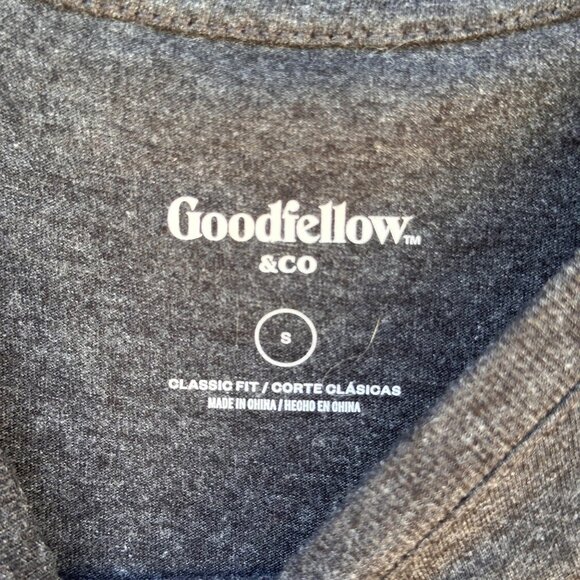 Goodfellow™
&CO
S
CLASSIC FIT / CORTE CLÁSICAS
MADE IN CHINA / HECHO EN CHINA